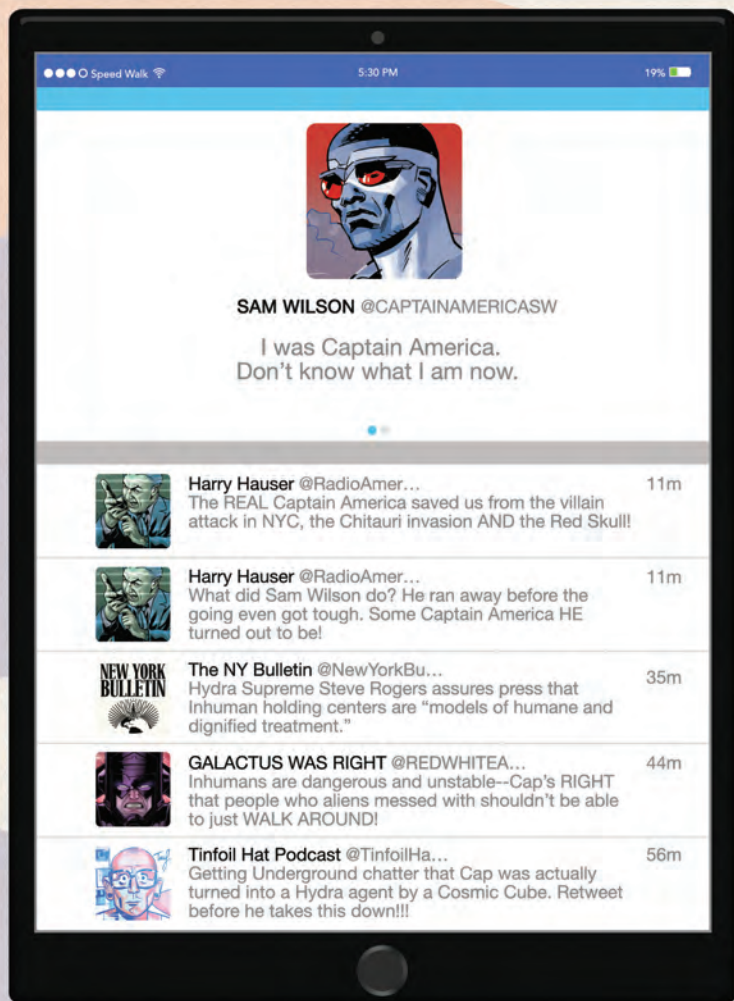 Speed Walk 5:30 PM 19%
SAM WILSON @CAPTAINAMERICASW
I was Captain America.
Don't know what I am now.
Harry Hauser @RadioAmer... 11m
The REAL Captain America saved us from the villain
attack in NYC, the Chitauri invasion AND the Red Skull!
Harry Hauser @RadioAmer... 11m
What did Sam Wilson do? He ran away before the
going even got tough. Some Captain America HE
turned out to be!
NEW YORK
BULLETIN
The NY Bulletin @NewYorkBu... 35m
Hydra Supreme Steve Rogers assures press that
Inhuman holding centers are “models of humane and
dignified treatment.”
GALACTUS WAS RIGHT @REDWHITEA... 44m
Inhumans are dangerous and unstable--Cap's RIGHT
that people who aliens messed with shouldn't be able
to just WALK AROUND!
Tinfoil Hat Podcast @TinfoilHa... 56m
Getting Underground chatter that Cap was actually
turned into a Hydra agent by a Cosmic Cube. Retweet
before he takes this down!!!